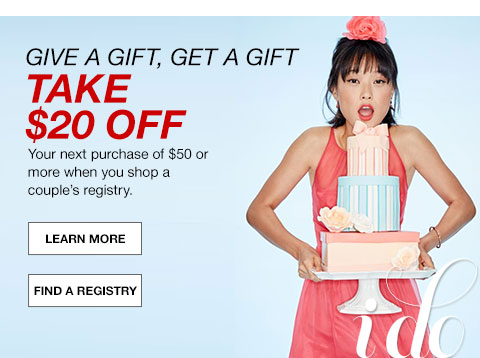 GIVE A GIFT, GET A GIFT
TAKE
$20 OFF
Your next purchase of $50 or
more when you shop a
couple's registry.
LEARN MORE
FIND A REGISTRY
i do